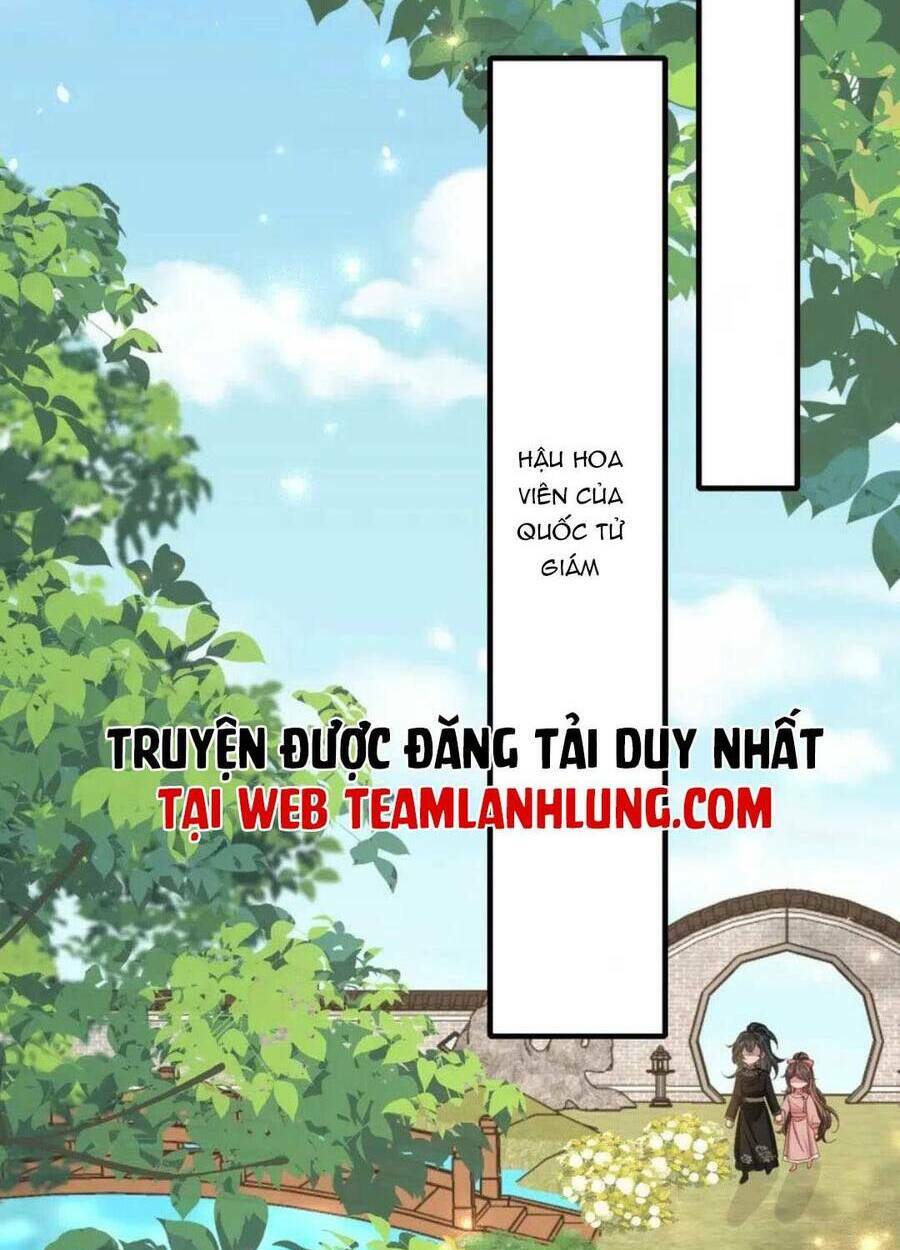 HẬU HOA
VIÊN CỦA
QUỐC TỬ
GIÁM
TRUYỆN ĐƯỢC ĐĂNG TẢI DUY NHẤT
TẠI WEB TEAMLANHLUNG.COM